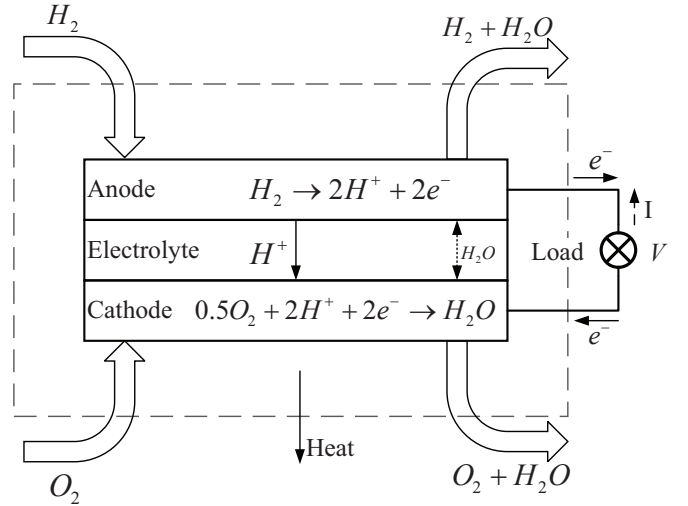 H₂
H₂ + H₂O
Anode H₂ → 2H⁺ + 2e⁻
e⁻
I
Electrolyte H⁺ H₂O
Load V
Cathode 0.5O₂ + 2H⁺ + 2e⁻ → H₂O
e⁻
Heat
O₂
O₂ + H₂O